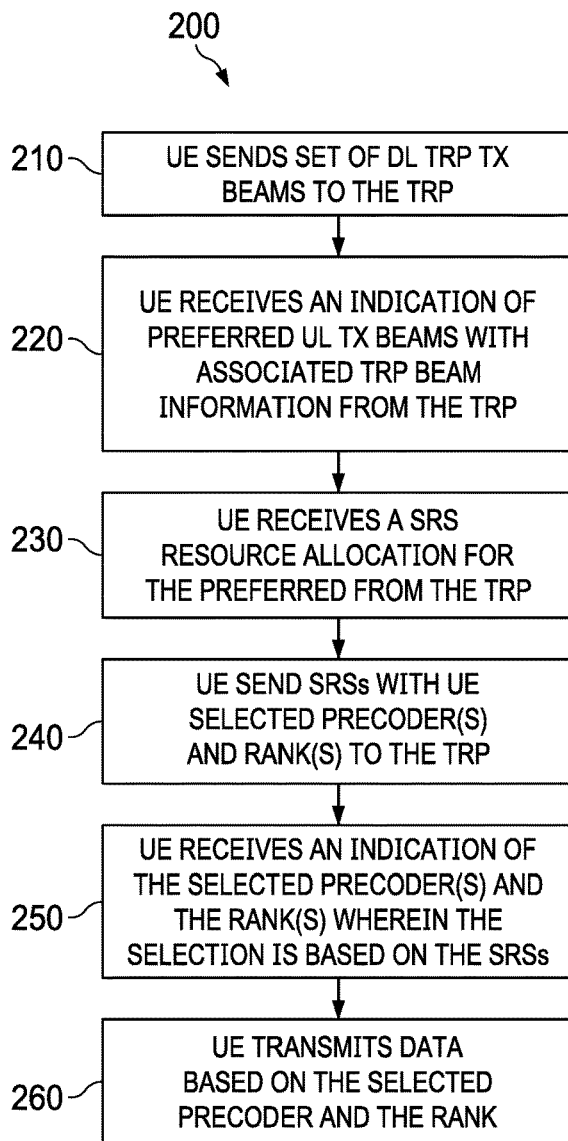 200
210
UE SENDS SET OF DL TRP TX
BEAMS TO THE TRP
220
UE RECEIVES AN INDICATION OF
PREFERRED UL TX BEAMS WITH
ASSOCIATED TRP BEAM
INFORMATION FROM THE TRP
230
UE RECEIVES A SRS
RESOURCE ALLOCATION FOR
THE PREFERRED FROM THE TRP
240
UE SEND SRSs WITH UE
SELECTED PRECODER(S)
AND RANK(S) TO THE TRP
250
UE RECEIVES AN INDICATION OF
THE SELECTED PRECODER(S) AND
THE RANK(S) WHEREIN THE
SELECTION IS BASED ON THE SRSs
260
UE TRANSMITS DATA
BASED ON THE SELECTED
PRECODER AND THE RANK